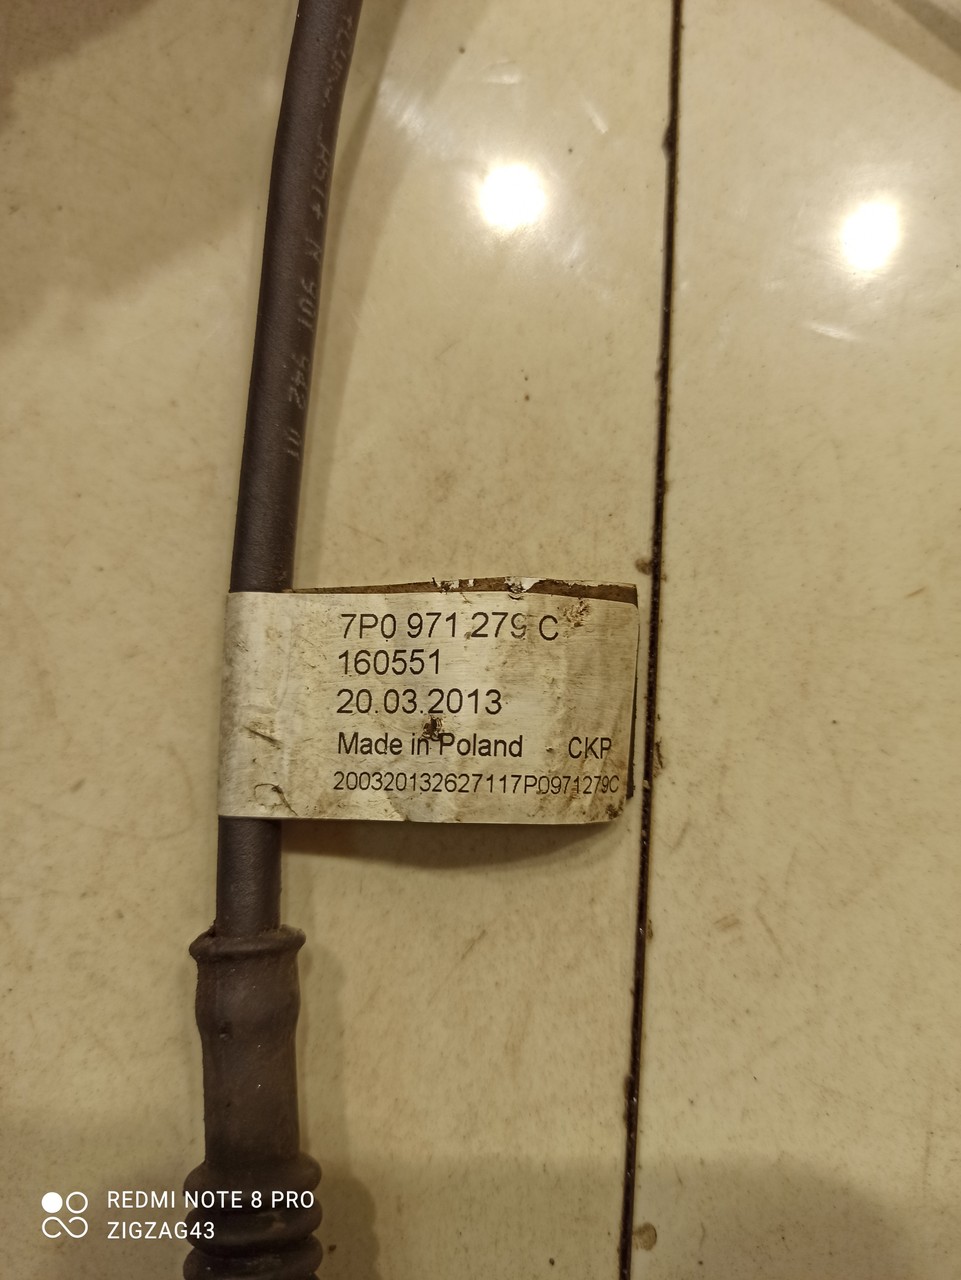 7P0 971 279 C
160551
20.03.2013
Made in Poland - CKP
200320132627117P0971279C
REDMI NOTE 8 PRO
ZIGZAG43